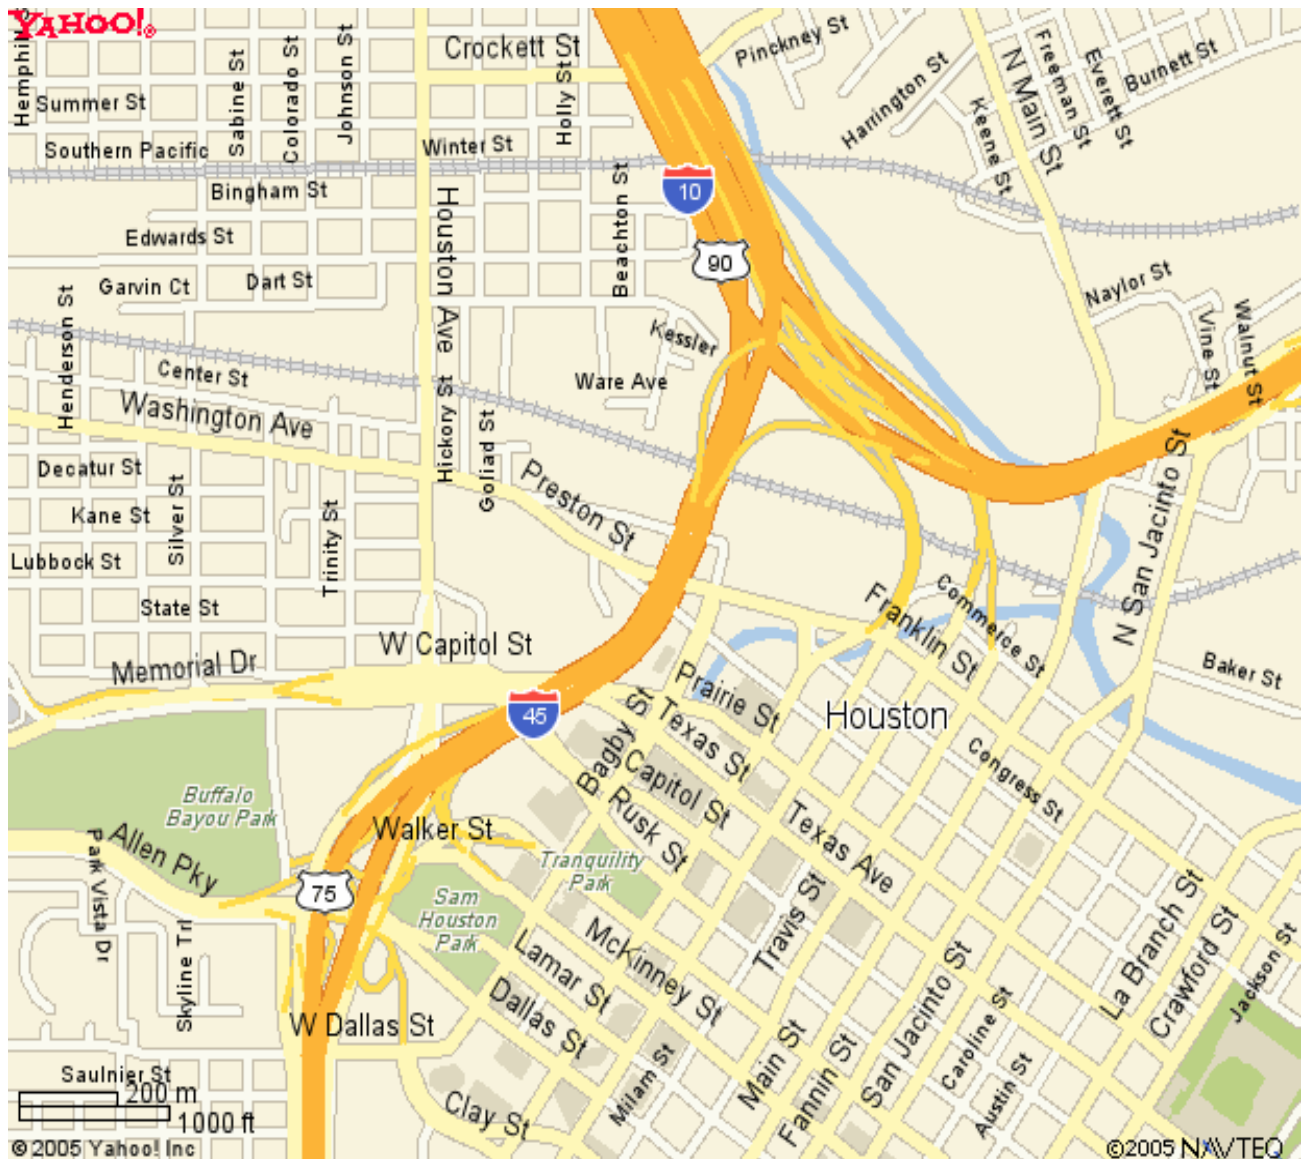 YAHOO!®
Crockett St
Pinckney St
Hemphill S
Summer St
Sabine St
Colorado St
Johnson St
Holly St
Harrington St
N Main St
Freeman St
Everett St
Burnett St
Keene St
Southern Pacific
Winter St
Bingham St
10
Houston Ave
Beachton St
Edwards St
90
Garvin Ct
Dart St
Henderson St
Kessler
Naylor St
Vine St
Walnut St
Center St
Ware Ave
Washington Ave
Hickory St
Goliad St
Decatur St
Silver St
Kane St
Trinity St
Preston St
Lubbock St
State St
N San Jacinto St
Franklin St
Commerce St
W Capitol St
Memorial Dr
Baker St
Prairie St
45
Texas St
Houston
Bagby St
Capitol St
Congress St
Buffalo
Bayou Park
Rusk St
Walker St
Texas Ave
Allen Pky
Park Vista Dr
Tranquility
Park
75
Sam
Houston
Park
Skyline Trl
McKinney St
Travis St
Lamar St
Dallas St
La Branch St
Crawford St
Jackson St
W Dallas St
San Jacinto St
Caroline St
Main St
Fannin St
Austin St
Milam St
Saulnier St
200 m
1000 ft
Clay St
©2005 Yahoo! Inc
©2005 NAVTEQ